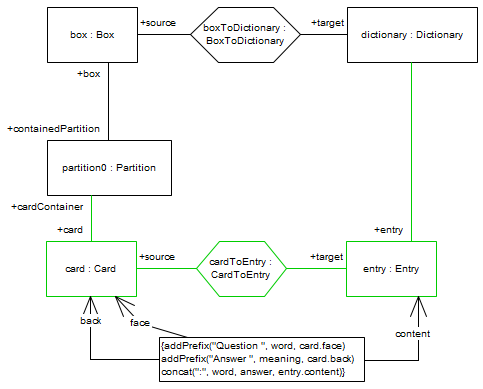 box : Box
+source
boxToDictionary :
BoxToDictionary
+target
dictionary : Dictionary
+box
+containedPartition
partition0 : Partition
+cardContainer
+card
+entry
card : Card
+source
cardToEntry :
CardToEntry
+target
entry : Entry
back
face
content
{addPrefix("Question ", word, card.face)
addPrefix("Answer ", meaning, card.back)
concat(":", word, answer, entry.content)}